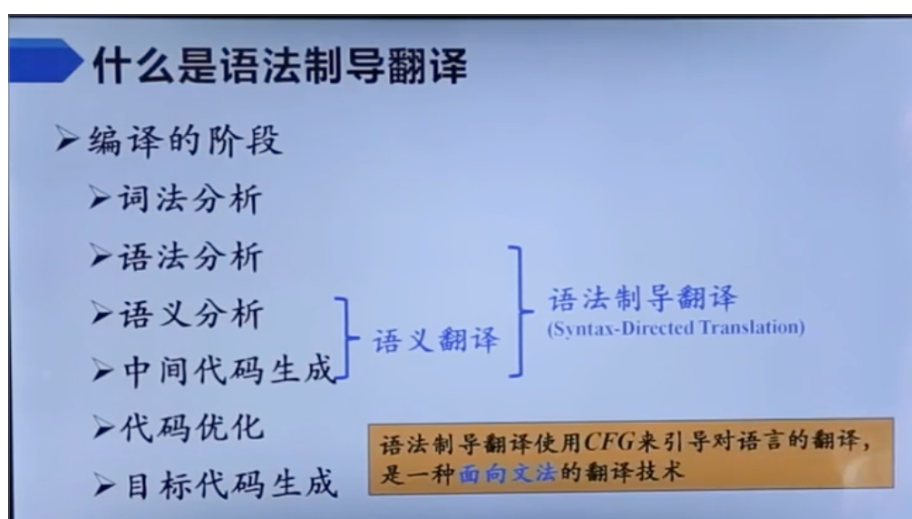 什么是语法制导翻译
编译的阶段
词法分析
语法分析
语义分析
中间代码生成
代码优化
目标代码生成
语义翻译
语法制导翻译
(Syntax-Directed Translation)
语法制导翻译使用CFG来引导对语言的翻译，
是一种面向文法的翻译技术